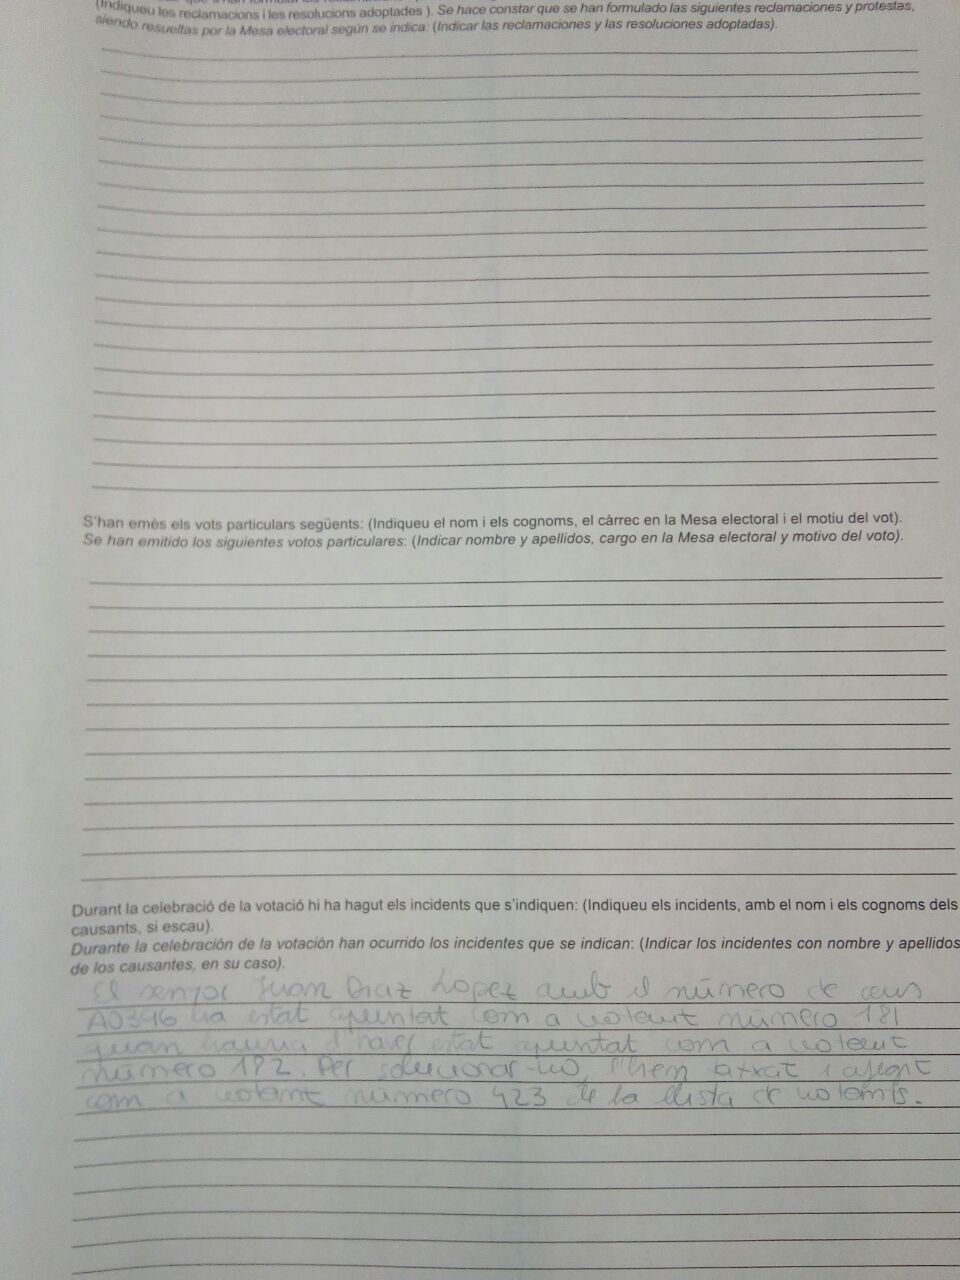 (Indiqueu les reclamacions i les resolucions adoptades ). Se hace constar que se han formulado las siguientes reclamaciones y protestas,
siendo resueltas por la Mesa electoral según se indica: (Indicar las reclamaciones y las resoluciones adoptadas).
S'han emès els vots particulars següents: (Indiqueu el nom i els cognoms, el càrrec en la Mesa electoral i el motiu del vot).
Se han emitido los siguientes votos particulares: (Indicar nombre y apellidos, cargo en la Mesa electoral y motivo del voto).
Durant la celebració de la votació hi ha hagut els incidents que s'indiquen: (Indiqueu els incidents, amb el nom i els cognoms dels
causants, si escau).
Durante la celebración de la votación han ocurrido los incidentes que se indican: (Indicar los incidentes con nombre y apellidos
de los causantes, en su caso).
El senyor Juan Diaz Lopez amb el número de cens
A0396 ha estat apuntat com a votant número 181
quan hauria d'haver estat apuntat com a votant
número 182. Per solucionar-ho, l'hem tatxat i afegit
com a votant número 423 de la llista de votants.